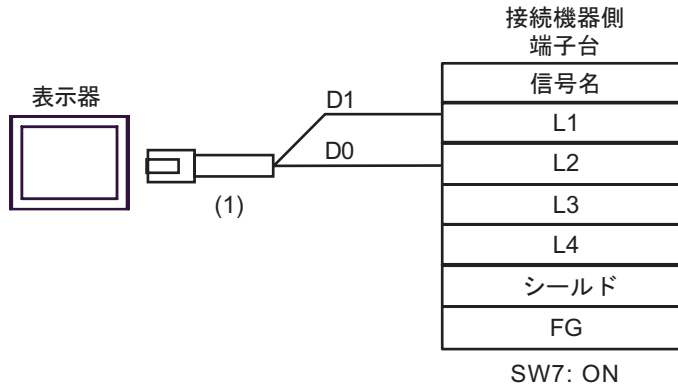 接続機器側
端子台
表示器
信号名
D1
L1
D0
L2
(1)
L3
L4
シールド
FG
SW7: ON